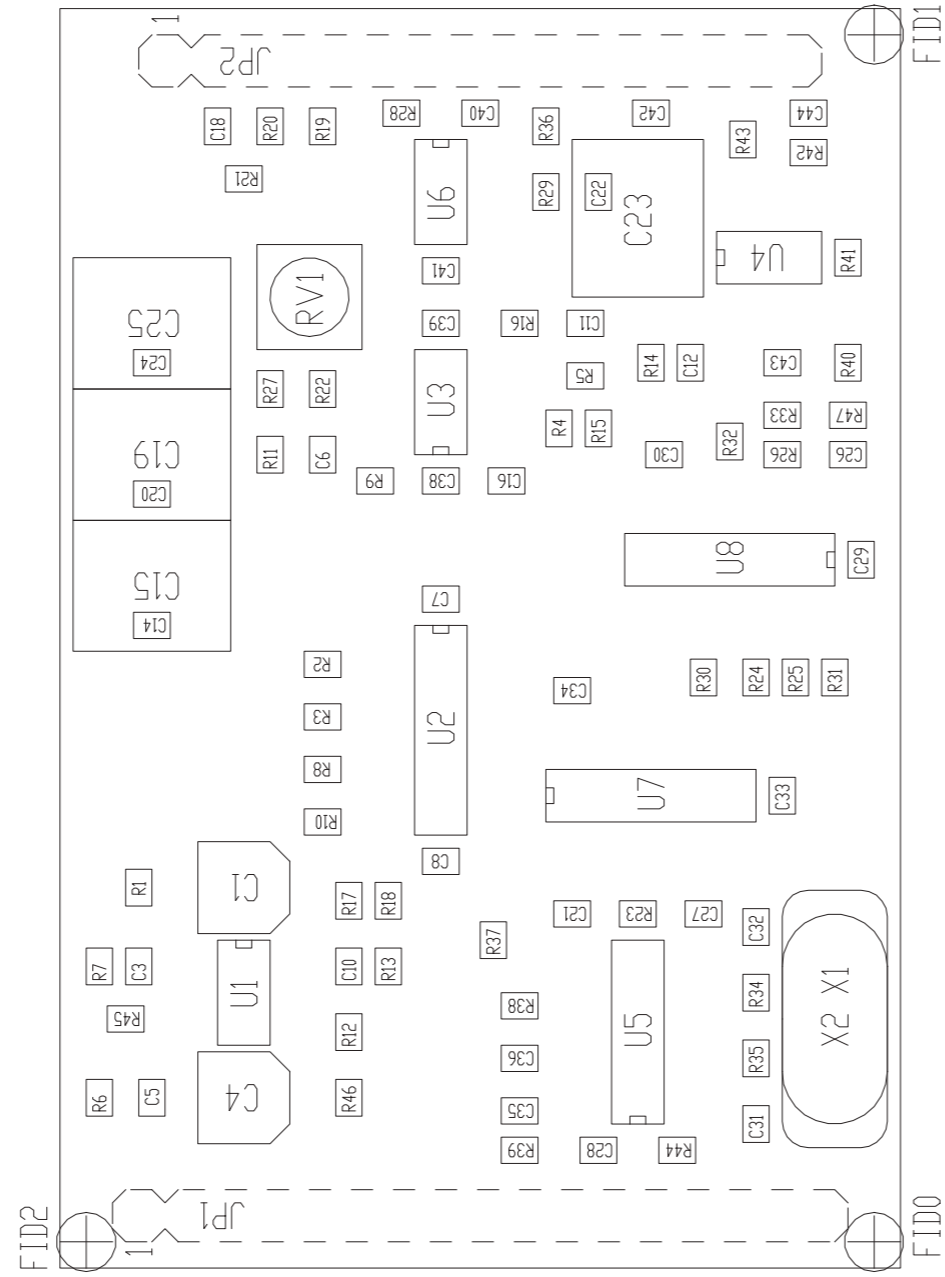 1
FID1
JP2
C18
R20
R19
R28
C40
R36
C42
R43
C44
R42
R21
U6
R29
C22
C23
U4
R41
C41
RV1
C25
C24
C39
R16
C11
R27
R22
U3
R5
R14
C12
C43
R40
R4
R15
R33
R47
C19
C20
R11
C6
R9
C38
C16
C30
R32
R26
C26
U8
C29
C15
C14
C7
R2
R3
R8
R10
U2
C34
R30
R24
R25
R31
U7
C33
C8
R1
C1
R17
R18
R37
C21
R23
C27
C32
R7
C3
U1
C10
R13
R45
R12
R38
C36
U5
R34
R35
X2 X1
R6
C5
C4
R46
C35
R39
C28
R44
C31
JP1
1
FID2
FID0